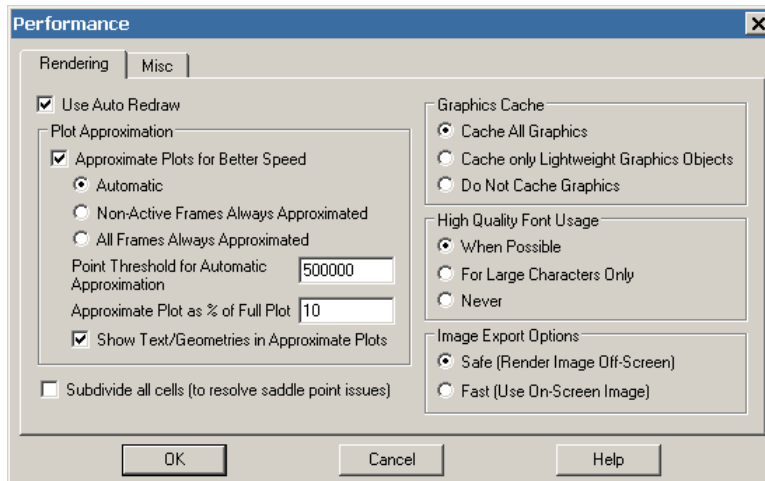 Performance
Rendering
Misc
Use Auto Redraw
Plot Approximation
Approximate Plots for Better Speed
Automatic
Non-Active Frames Always Approximated
All Frames Always Approximated
Point Threshold for Automatic
Approximation
500000
Approximate Plot as % of Full Plot
10
Show Text/Geometries in Approximate Plots
Subdivide all cells (to resolve saddle point issues)
Graphics Cache
Cache All Graphics
Cache only Lightweight Graphics Objects
Do Not Cache Graphics
High Quality Font Usage
When Possible
For Large Characters Only
Never
Image Export Options
Safe (Render Image Off-Screen)
Fast (Use On-Screen Image)
OK
Cancel
Help